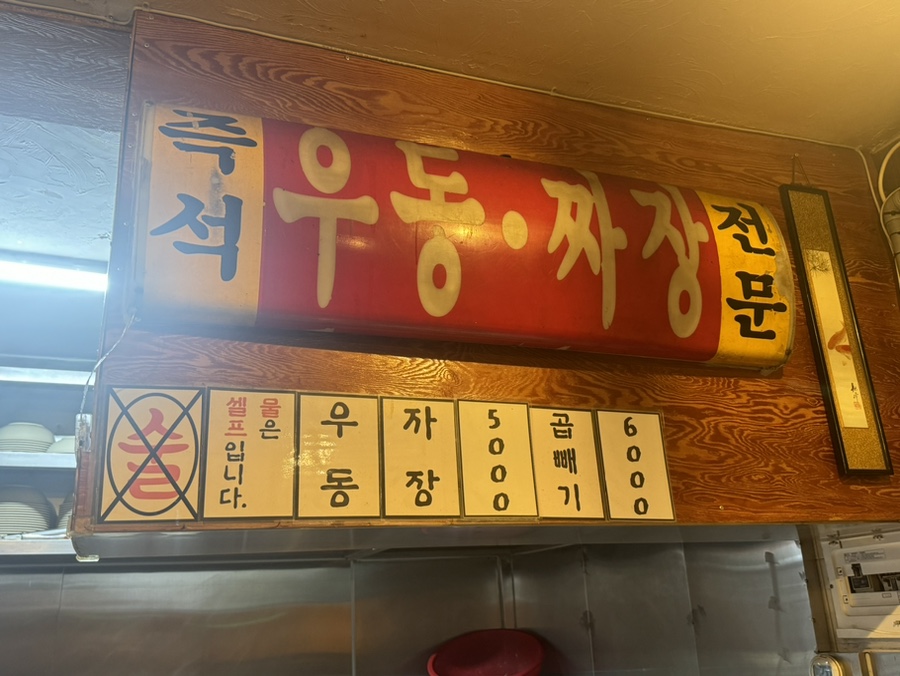 즉석 우동·짜장 전문
술
물은
셀프입니다.
우동
자장
5000
곱빼기
6000